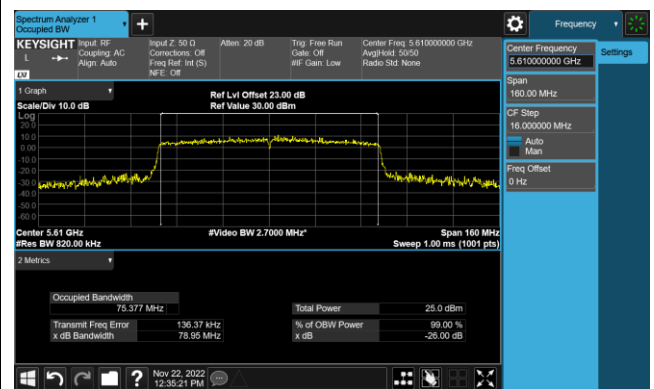 Spectrum Analyzer 1
Occupied BW
Frequency
KEYSIGHT
L
LXI
Input: RF
Coupling: AC
Align: Auto
Input Z: 50 Ω
Corrections: Off
Freq Ref: Int (S)
NFE: Off
Atten: 20 dB
Trig: Free Run
Gate: Off
#IF Gain: Low
Center Freq: 5.610000000 GHz
Avg|Hold: 50/50
Radio Std: None
Center Frequency
5.610000000 GHz
Settings
Span
160.00 MHz
CF Step
16.000000 MHz
Auto
Man
Freq Offset
0 Hz
1 Graph
Scale/Div 10.0 dB
Ref Lvl Offset 23.00 dB
Ref Value 30.00 dBm
Log
20.0
10.0
0.00
-10.0
-20.0
-30.0
-40.0
-50.0
-60.0
Center 5.61 GHz
#Res BW 820.00 kHz
#Video BW 2.7000 MHz*
Span 160 MHz
Sweep 1.00 ms (1001 pts)
2 Metrics
Occupied Bandwidth
75.377 MHz
Total Power 25.0 dBm
Transmit Freq Error 136.37 kHz
% of OBW Power 99.00 %
x dB Bandwidth 78.95 MHz
x dB -26.00 dB
?
Nov 22, 2022
12:35:21 PM